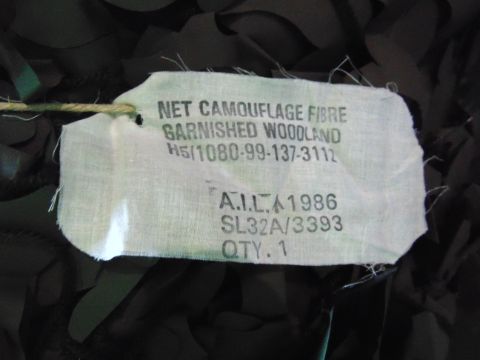 NET CAMOUFLAGE FIBRE
GARNISHED WOODLAND
H5/1080-99-137-3112
A.I.L. 1986
SL32A/3393
QTY. 1